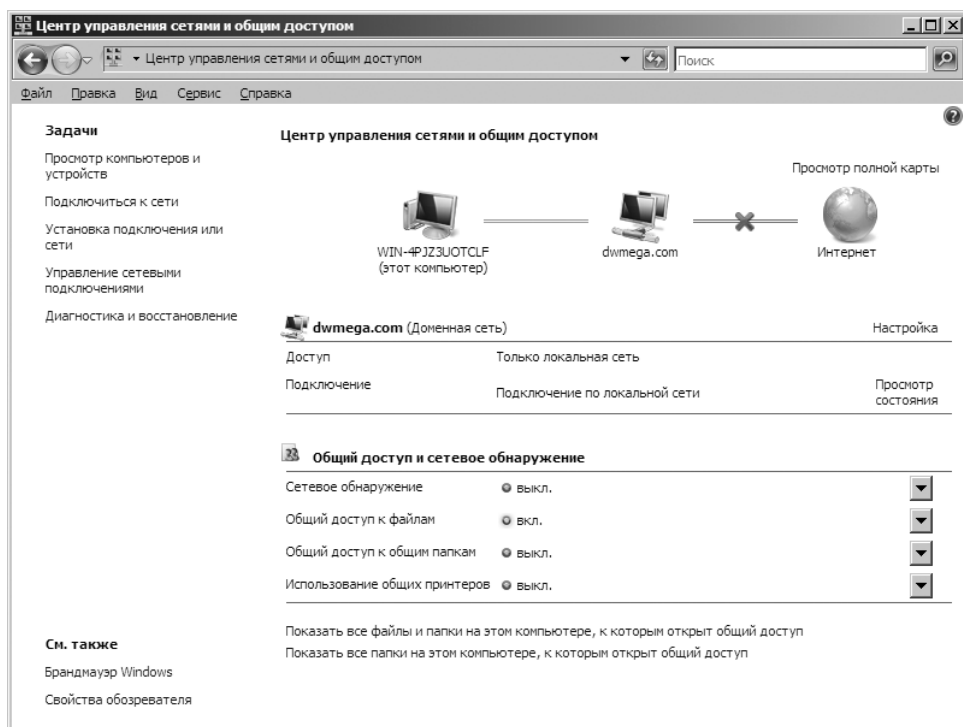 Центр управления сетями и общим доступом
Центр управления сетями и общим доступом
Поиск
Файл Правка Вид Сервис Справка
Задачи
Просмотр компьютеров и
устройств
Подключиться к сети
Установка подключения или
сети
Управление сетевыми
подключениями
Диагностика и восстановление
Центр управления сетями и общим доступом
Просмотр полной карты
WIN-4PJZ3UOTCLF
(этот компьютер)
dwmega.com
Интернет
dwmega.com (Доменная сеть) Настройка
Доступ Только локальная сеть
Подключение Подключение по локальной сети Просмотр
состояния
Общий доступ и сетевое обнаружение
Сетевое обнаружение выкл.
Общий доступ к файлам вкл.
Общий доступ к общим папкам выкл.
Использование общих принтеров выкл.
Показать все файлы и папки на этом компьютере, к которым открыт общий доступ
Показать все папки на этом компьютере, к которым открыт общий доступ
См. также
Брандмауэр Windows
Свойства обозревателя